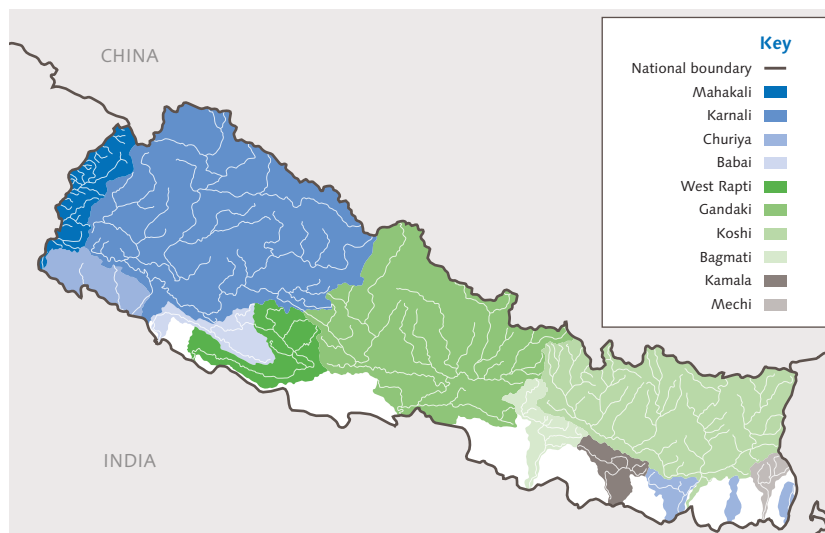 CHINA
Key
National boundary
Mahakali
Karnali
Churiya
Babai
West Rapti
Gandaki
Koshi
Bagmati
Kamala
Mechi
INDIA